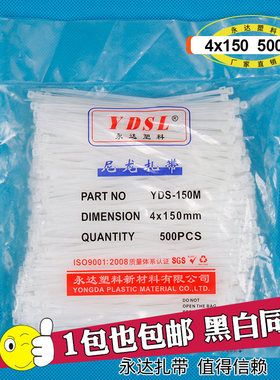 永达塑料
4x150 500
厂家直销
YDSL®
永达塑料
尼龙扎带
PART NO YDS-150M
DIMENSION 4x150mm
QUANTITY 500PCS
ISO9001:2008质量体系认证 SGS
永达塑料新材料有限公司
YONGDA PLASTIC MATERIAL CO.,LTD.
DO NOT
OPEN THE BAG
1包也包邮 黑白同
永达扎带 值得信赖